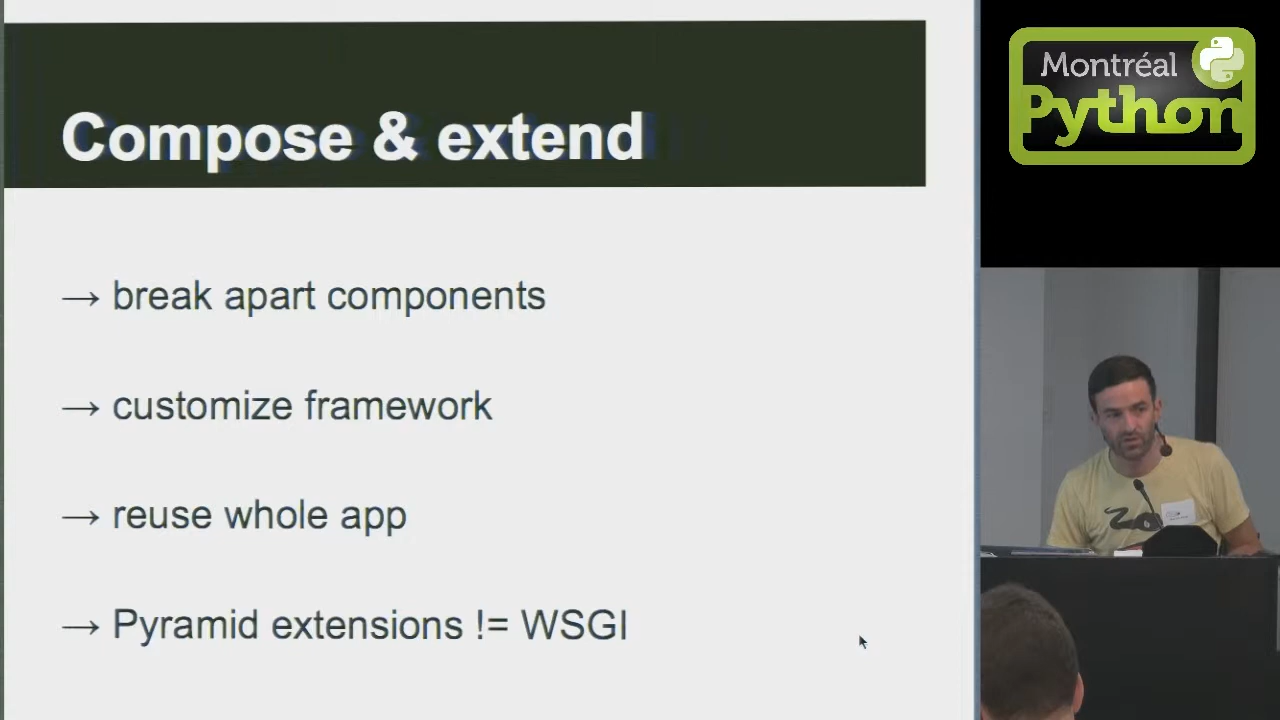 Compose & extend
→ break apart components
→ customize framework
→ reuse whole app
→ Pyramid extensions != WSGI
Montréal
Python